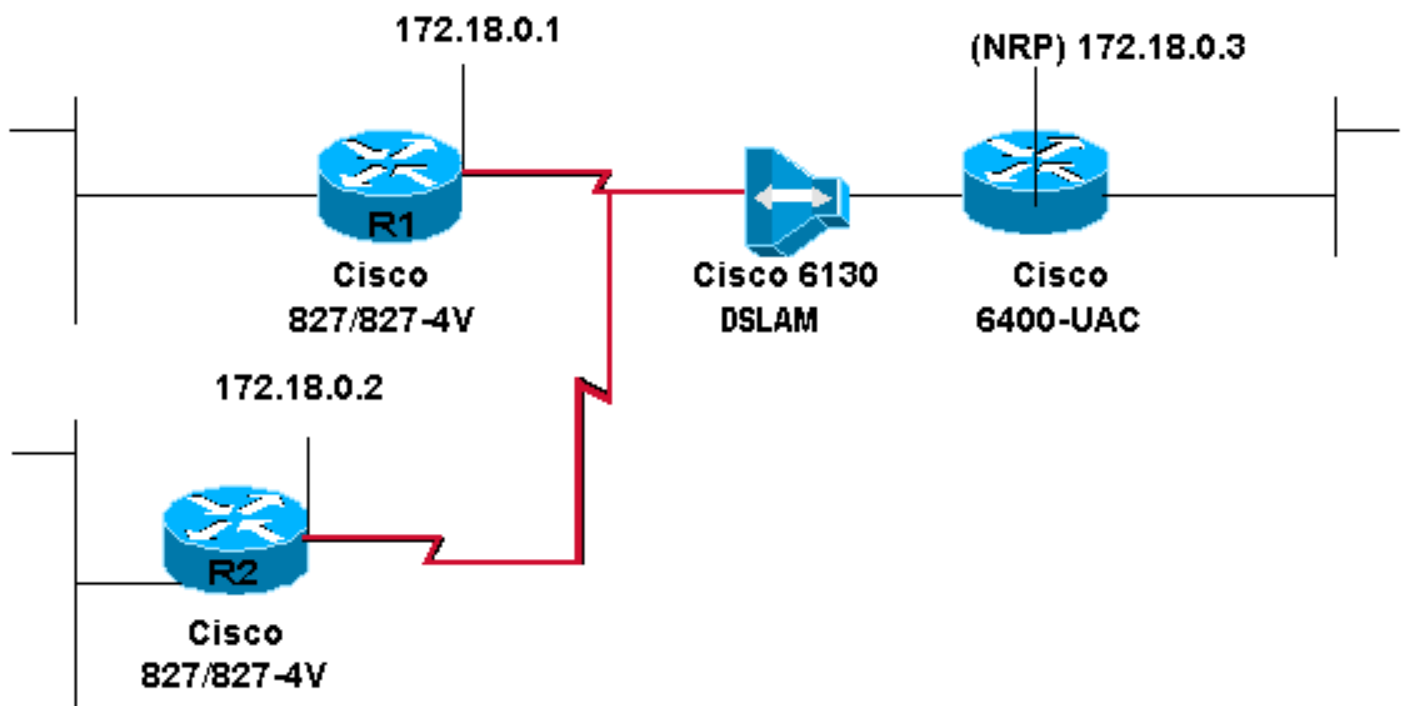 172.18.0.1
(NRP) 172.18.0.3
R1
Cisco
827/827-4V
Cisco 6130
DSLAM
Cisco
6400-UAC
172.18.0.2
R2
Cisco
827/827-4V